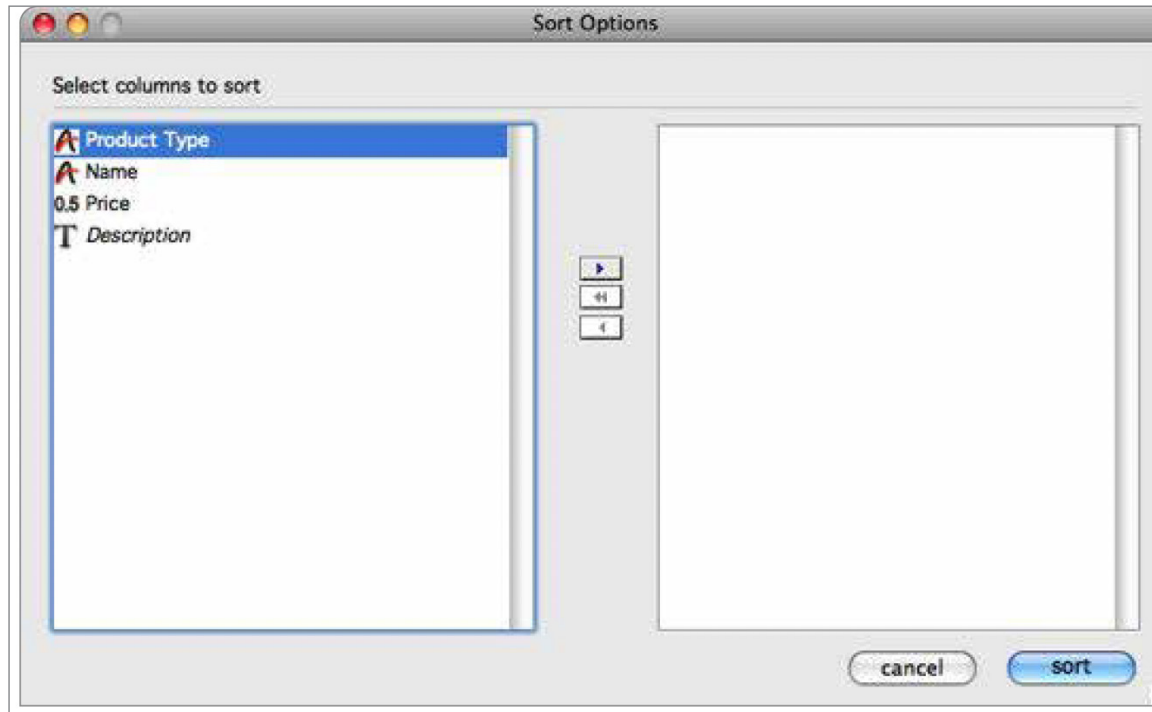 Sort Options
Select columns to sort
A Product Type
A Name
0.5 Price
T Description
cancel
sort